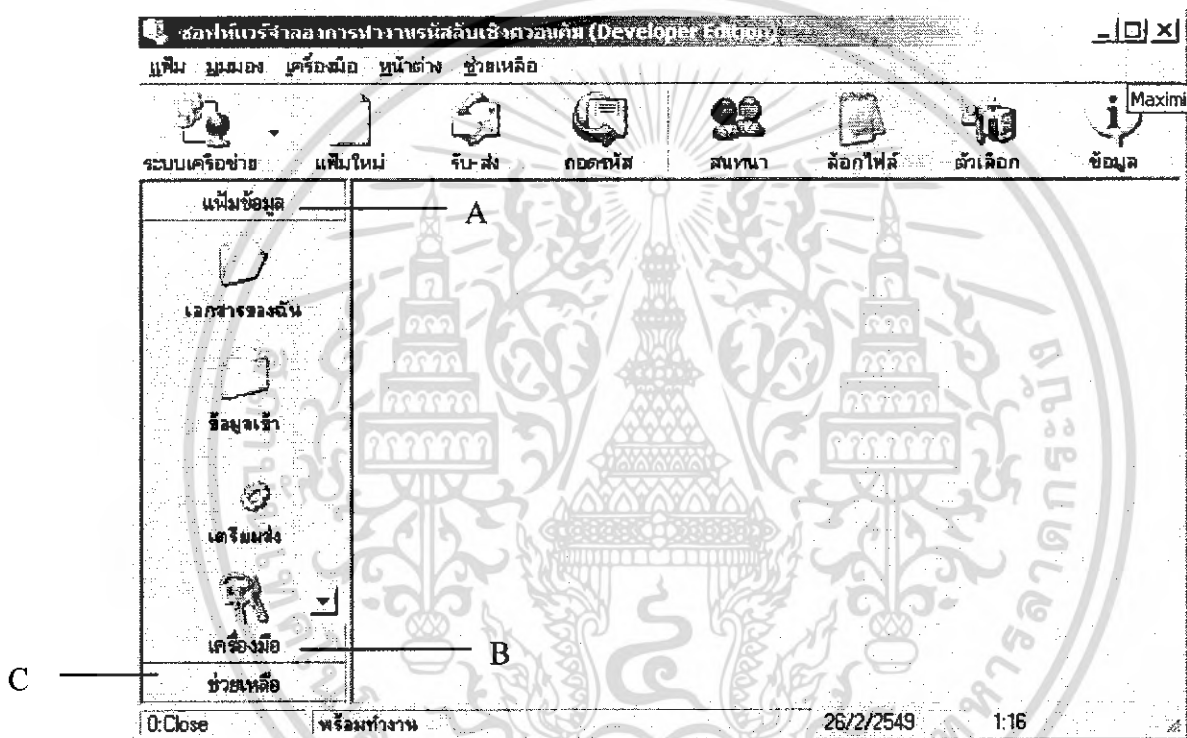 ซอฟท์แวร์จำลองการทำงานรหัสลับเชิงควอนตัม (Developer Edition)
แฟ้ม มุมมอง เครื่องมือ หน้าต่าง ช่วยเหลือ
Maximi
ระบบเครือข่าย แฟ้มใหม่ รับ-ส่ง ถอดรหัส สนทนา ล้อกไฟล์ ตัวเลือก ข้อมูล
แฟ้มข้อมูล
A
เอกสารของฉัน
ข้อมูลเข้า
เตรียมส่ง
เครื่องมือ
B
C
ช่วยเหลือ
0:Close พร้อมทำงาน 26/2/2549 1:16